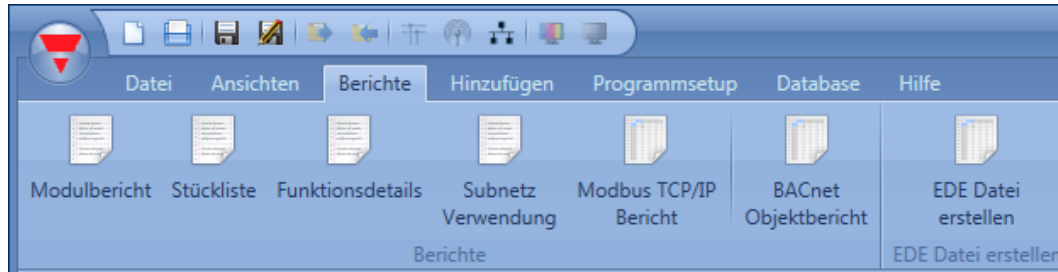 Datei Ansichten Berichte Hinzufügen Programmsetup Database Hilfe
Modulbericht Stückliste Funktionsdetails Subnetz Verwendung Modbus TCP/IP Bericht BACnet Objektbericht EDE Datei erstellen
Berichte EDE Datei ersteller